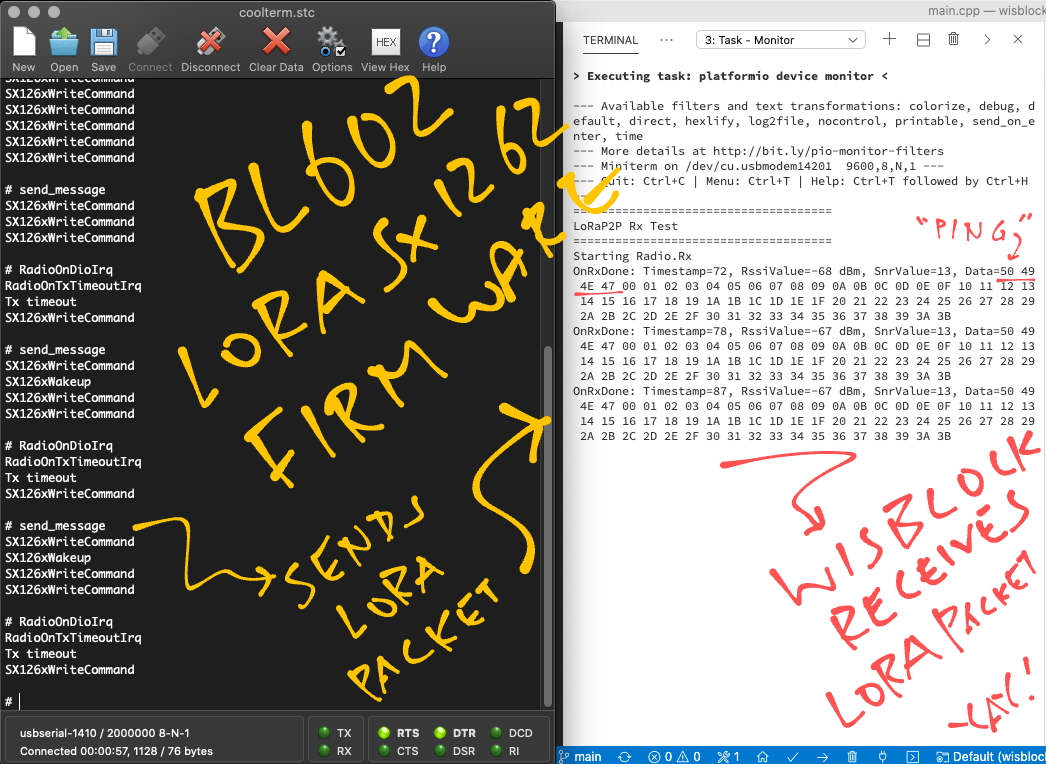 coolterm.stc
New Open Save Connect Disconnect Clear Data Options View Hex Help
HEX
SX126xWriteCommand
SX126xWriteCommand
SX126xWriteCommand
SX126xWriteCommand
SX126xWriteCommand
SX126xWriteCommand
# send_message
SX126xWriteCommand
SX126xWriteCommand
SX126xWriteCommand
# RadioOnDioIrq
RadioOnTxTimeoutIrq
Tx timeout
SX126xWriteCommand
# send_message
SX126xWriteCommand
SX126xWakeup
SX126xWriteCommand
SX126xWriteCommand
# RadioOnDioIrq
RadioOnTxTimeoutIrq
Tx timeout
SX126xWriteCommand
# send_message
SX126xWriteCommand
SX126xWakeup
SX126xWriteCommand
SX126xWriteCommand
# RadioOnDioIrq
RadioOnTxTimeoutIrq
Tx timeout
SX126xWriteCommand
#
BL602
LORA SX1262
FIRM WARE
SENDS
LORA
PACKET
usbserial-1410 / 2000000 8-N-1
Connected 00:00:57, 1128 / 76 bytes
TX RTS DTR DCD
RX CTS DSR RI
main.cpp — wisblock
TERMINAL ··· 3: Task - Monitor
> Executing task: platformio device monitor <
--- Available filters and text transformations: colorize, debug, d
efault, direct, hexlify, log2file, nocontrol, printable, send_on_e
nter, time
--- More details at http://bit.ly/pio-monitor-filters
--- Miniterm on /dev/cu.usbmodem14201  9600,8,N,1 ---
--- Quit: Ctrl+C | Menu: Ctrl+T | Help: Ctrl+T followed by Ctrl+H
=====================================
LoRaP2P Rx Test
=====================================
Starting Radio.Rx
"PING"
OnRxDone: Timestamp=72, RssiValue=-68 dBm, SnrValue=13, Data=50 49
4E 47 00 01 02 03 04 05 06 07 08 09 0A 0B 0C 0D 0E 0F 10 11 12 13
14 15 16 17 18 19 1A 1B 1C 1D 1E 1F 20 21 22 23 24 25 26 27 28 29
2A 2B 2C 2D 2E 2F 30 31 32 33 34 35 36 37 38 39 3A 3B
OnRxDone: Timestamp=78, RssiValue=-67 dBm, SnrValue=13, Data=50 49
4E 47 00 01 02 03 04 05 06 07 08 09 0A 0B 0C 0D 0E 0F 10 11 12 13
14 15 16 17 18 19 1A 1B 1C 1D 1E 1F 20 21 22 23 24 25 26 27 28 29
2A 2B 2C 2D 2E 2F 30 31 32 33 34 35 36 37 38 39 3A 3B
OnRxDone: Timestamp=87, RssiValue=-67 dBm, SnrValue=13, Data=50 49
4E 47 00 01 02 03 04 05 06 07 08 09 0A 0B 0C 0D 0E 0F 10 11 12 13
14 15 16 17 18 19 1A 1B 1C 1D 1E 1F 20 21 22 23 24 25 26 27 28 29
2A 2B 2C 2D 2E 2F 30 31 32 33 34 35 36 37 38 39 3A 3B
WISBLOCK
RECEIVES
LORA PACKET
main 0 0 1 Default (wisblock